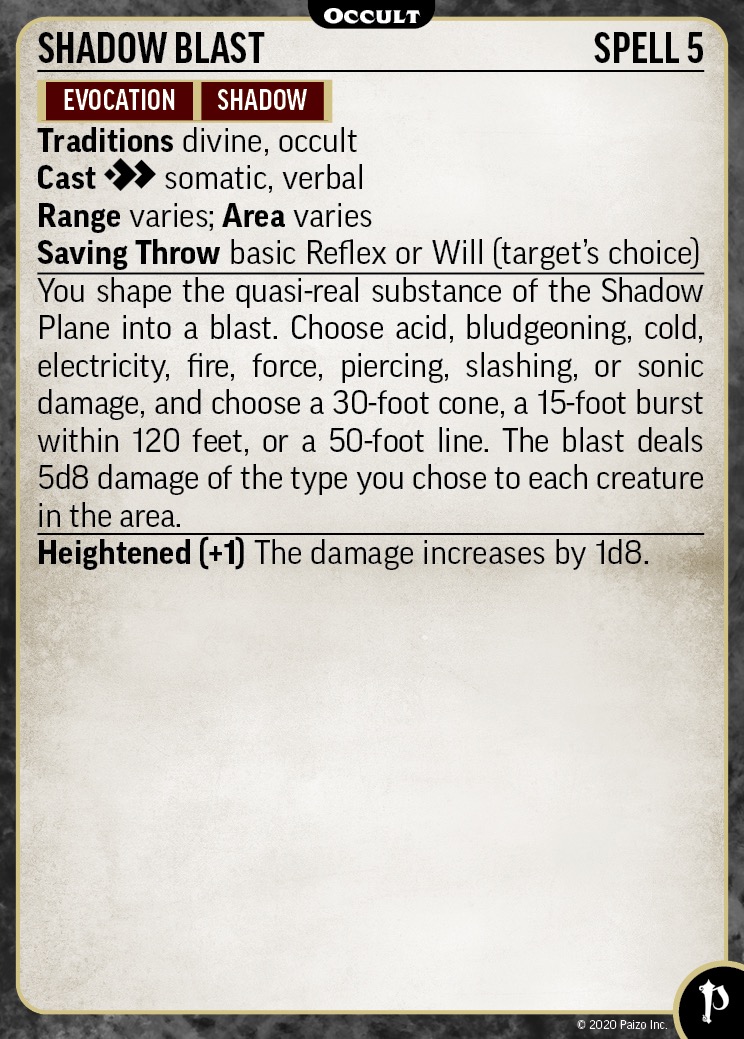 OCCULT
SHADOW BLAST SPELL 5
EVOCATION SHADOW
Traditions divine, occult
Cast somatic, verbal
Range varies; Area varies
Saving Throw basic Reflex or Will (target's choice)
You shape the quasi-real substance of the Shadow
Plane into a blast. Choose acid, bludgeoning, cold,
electricity, fire, force, piercing, slashing, or sonic
damage, and choose a 30-foot cone, a 15-foot burst
within 120 feet, or a 50-foot line. The blast deals
5d8 damage of the type you chose to each creature
in the area.
Heightened (+1) The damage increases by 1d8.
p
© 2020 Paizo Inc.